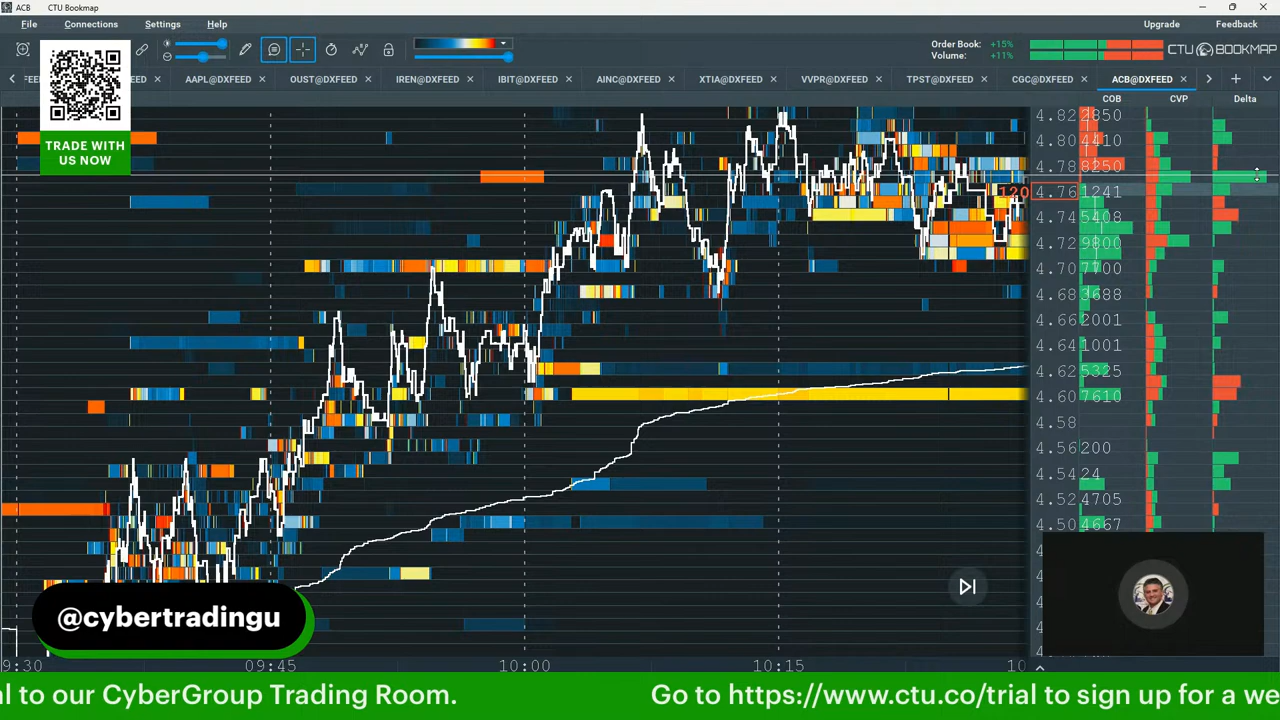 ACB CTU Bookmap
File Connections Settings Help Upgrade Feedback
Order Book: +15%
Volume: +11%
CTU BOOKMAP
AAPL@DXFEED OUST@DXFEED IREN@DXFEED IBIT@DXFEED AINC@DXFEED XTIA@DXFEED VVPR@DXFEED TPST@DXFEED CGC@DXFEED ACB@DXFEED
COB CVP Delta
TRADE WITH
US NOW
4.82 2850
4.80 4410
4.78 8250
120 4.76 1241
4.74 5408
4.72 9800
4.70 7700
4.68 3688
4.66 2001
4.64 1001
4.62 5325
4.60 7610
4.58
4.56 200
4.54 24
4.52 4705
4.50 4667
@cybertradingu
9:30 09:45 10:00 10:15 10
al to our CyberGroup Trading Room. Go to https://www.ctu.co/trial to sign up for a we